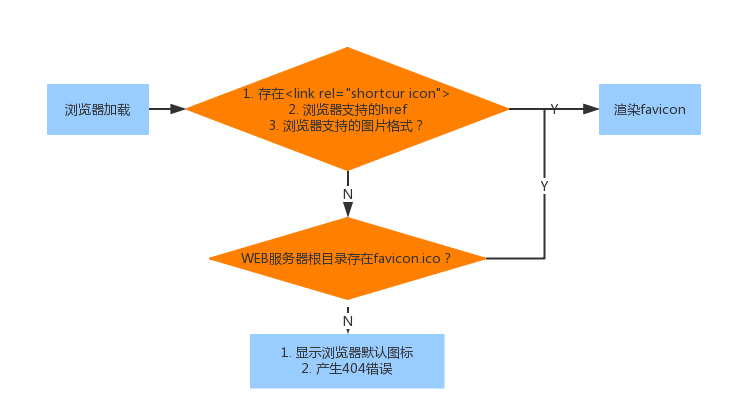 浏览器加载
1. 存在<link rel="shortcur icon">
2. 浏览器支持的href
3. 浏览器支持的图片格式？
Y
渲染favicon
Y
N
WEB服务器根目录存在favicon.ico？
N
1. 显示浏览器默认图标
2. 产生404错误